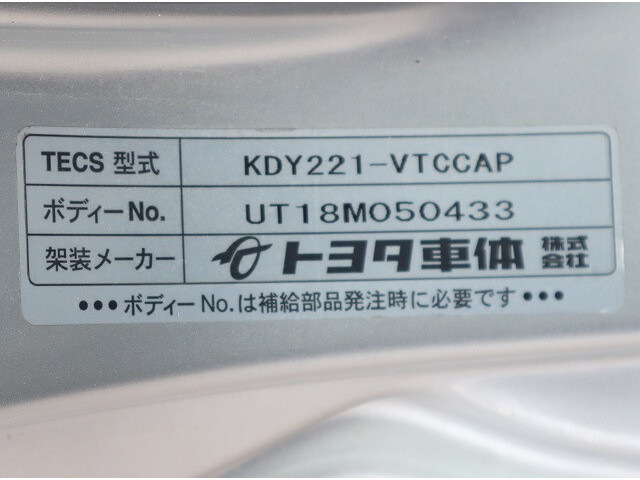 TECS 型式 KDY221-VTCCAP
ボディーNo. UT18M050433
架装メーカー トヨタ車体 株式会社
•••ボディーNo.は補給部品発注時に必要です•••